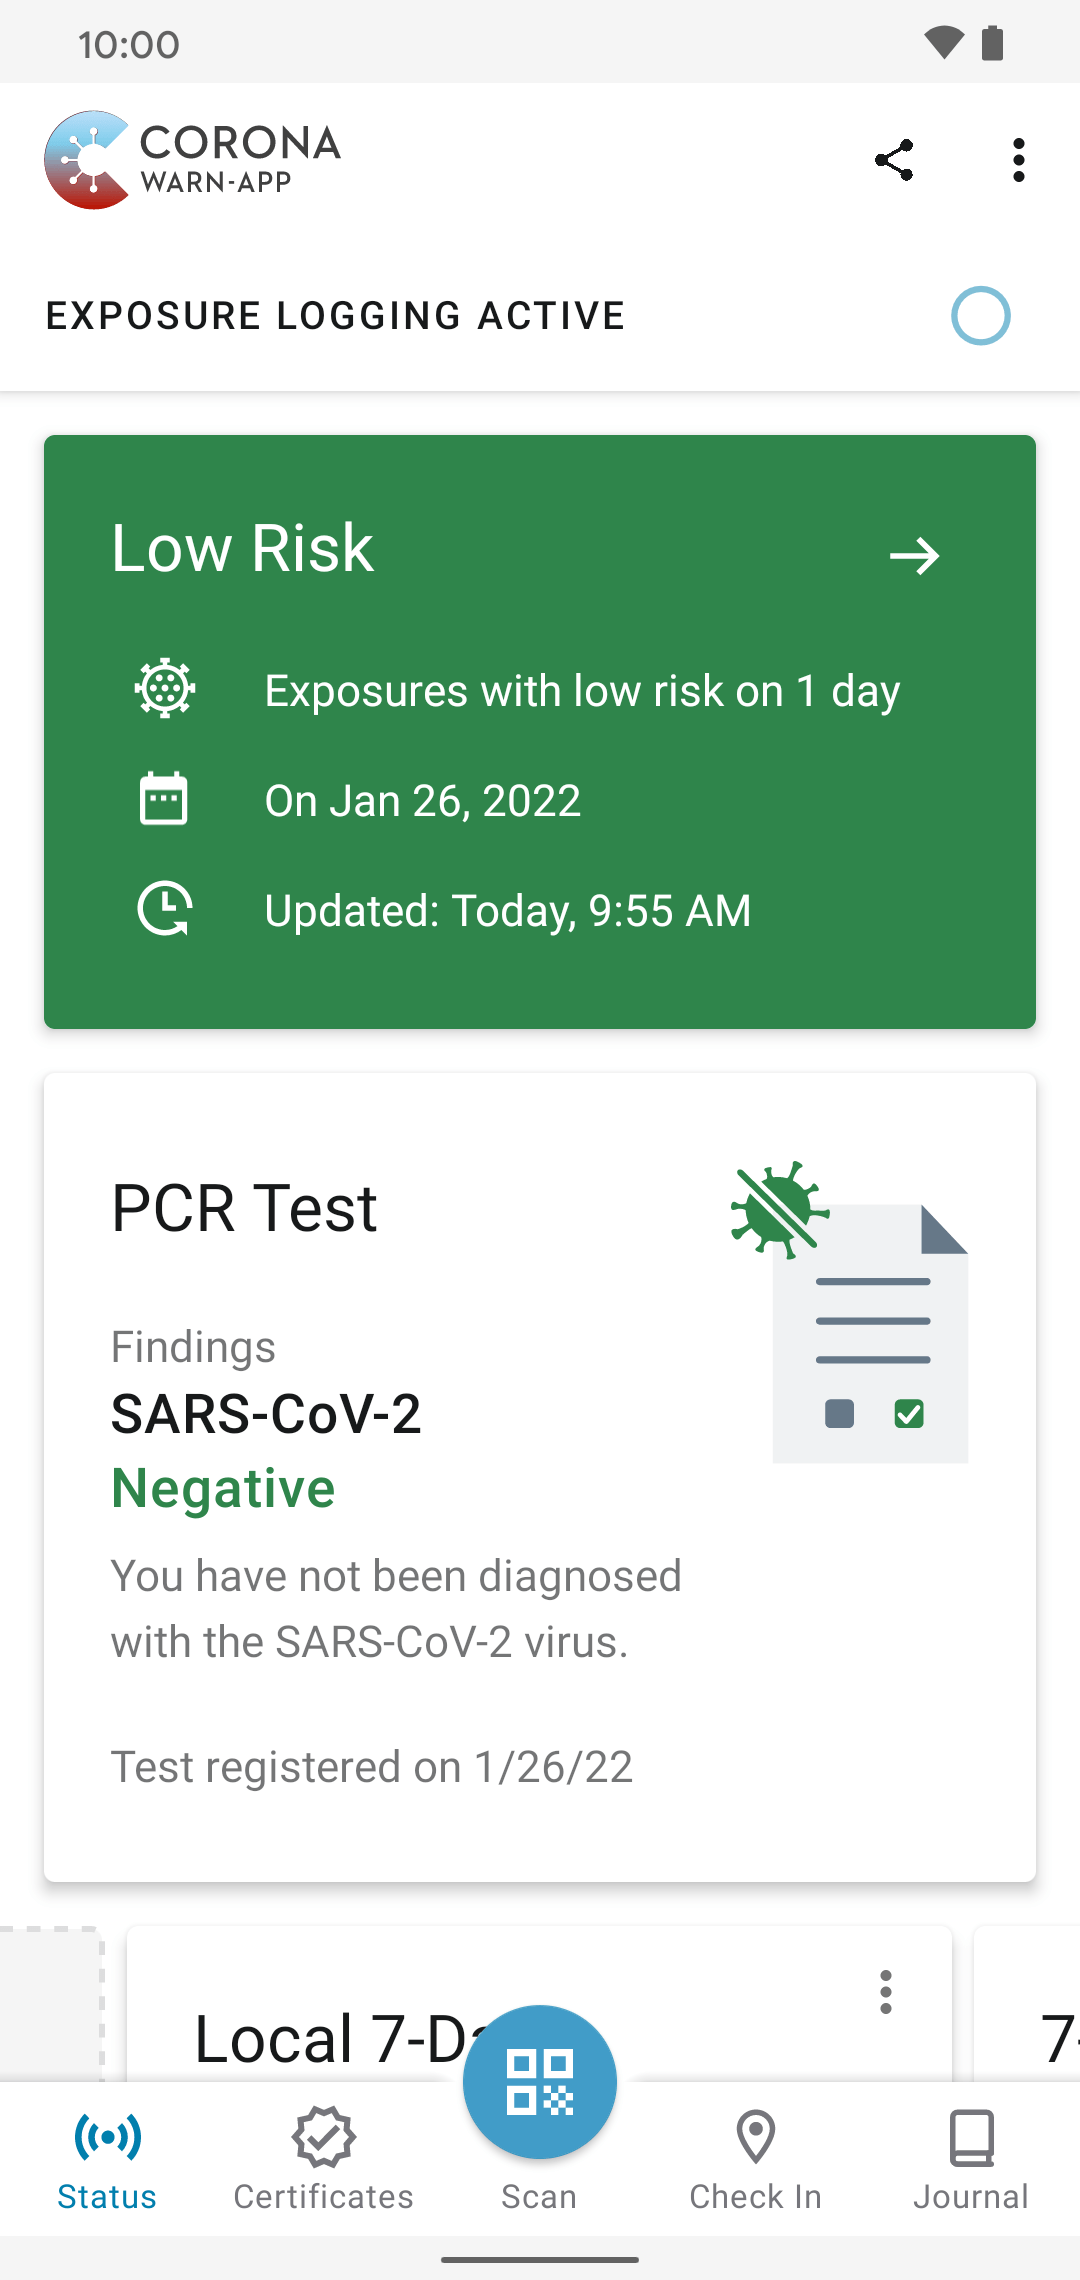 10:00
CORONA
WARN-APP
EXPOSURE LOGGING ACTIVE
Low Risk
Exposures with low risk on 1 day
On Jan 26, 2022
Updated: Today, 9:55 AM
PCR Test
Findings
SARS-CoV-2
Negative
You have not been diagnosed
with the SARS-CoV-2 virus.
Test registered on 1/26/22
Local 7-Da
7-
Status
Certificates
Scan
Check In
Journal